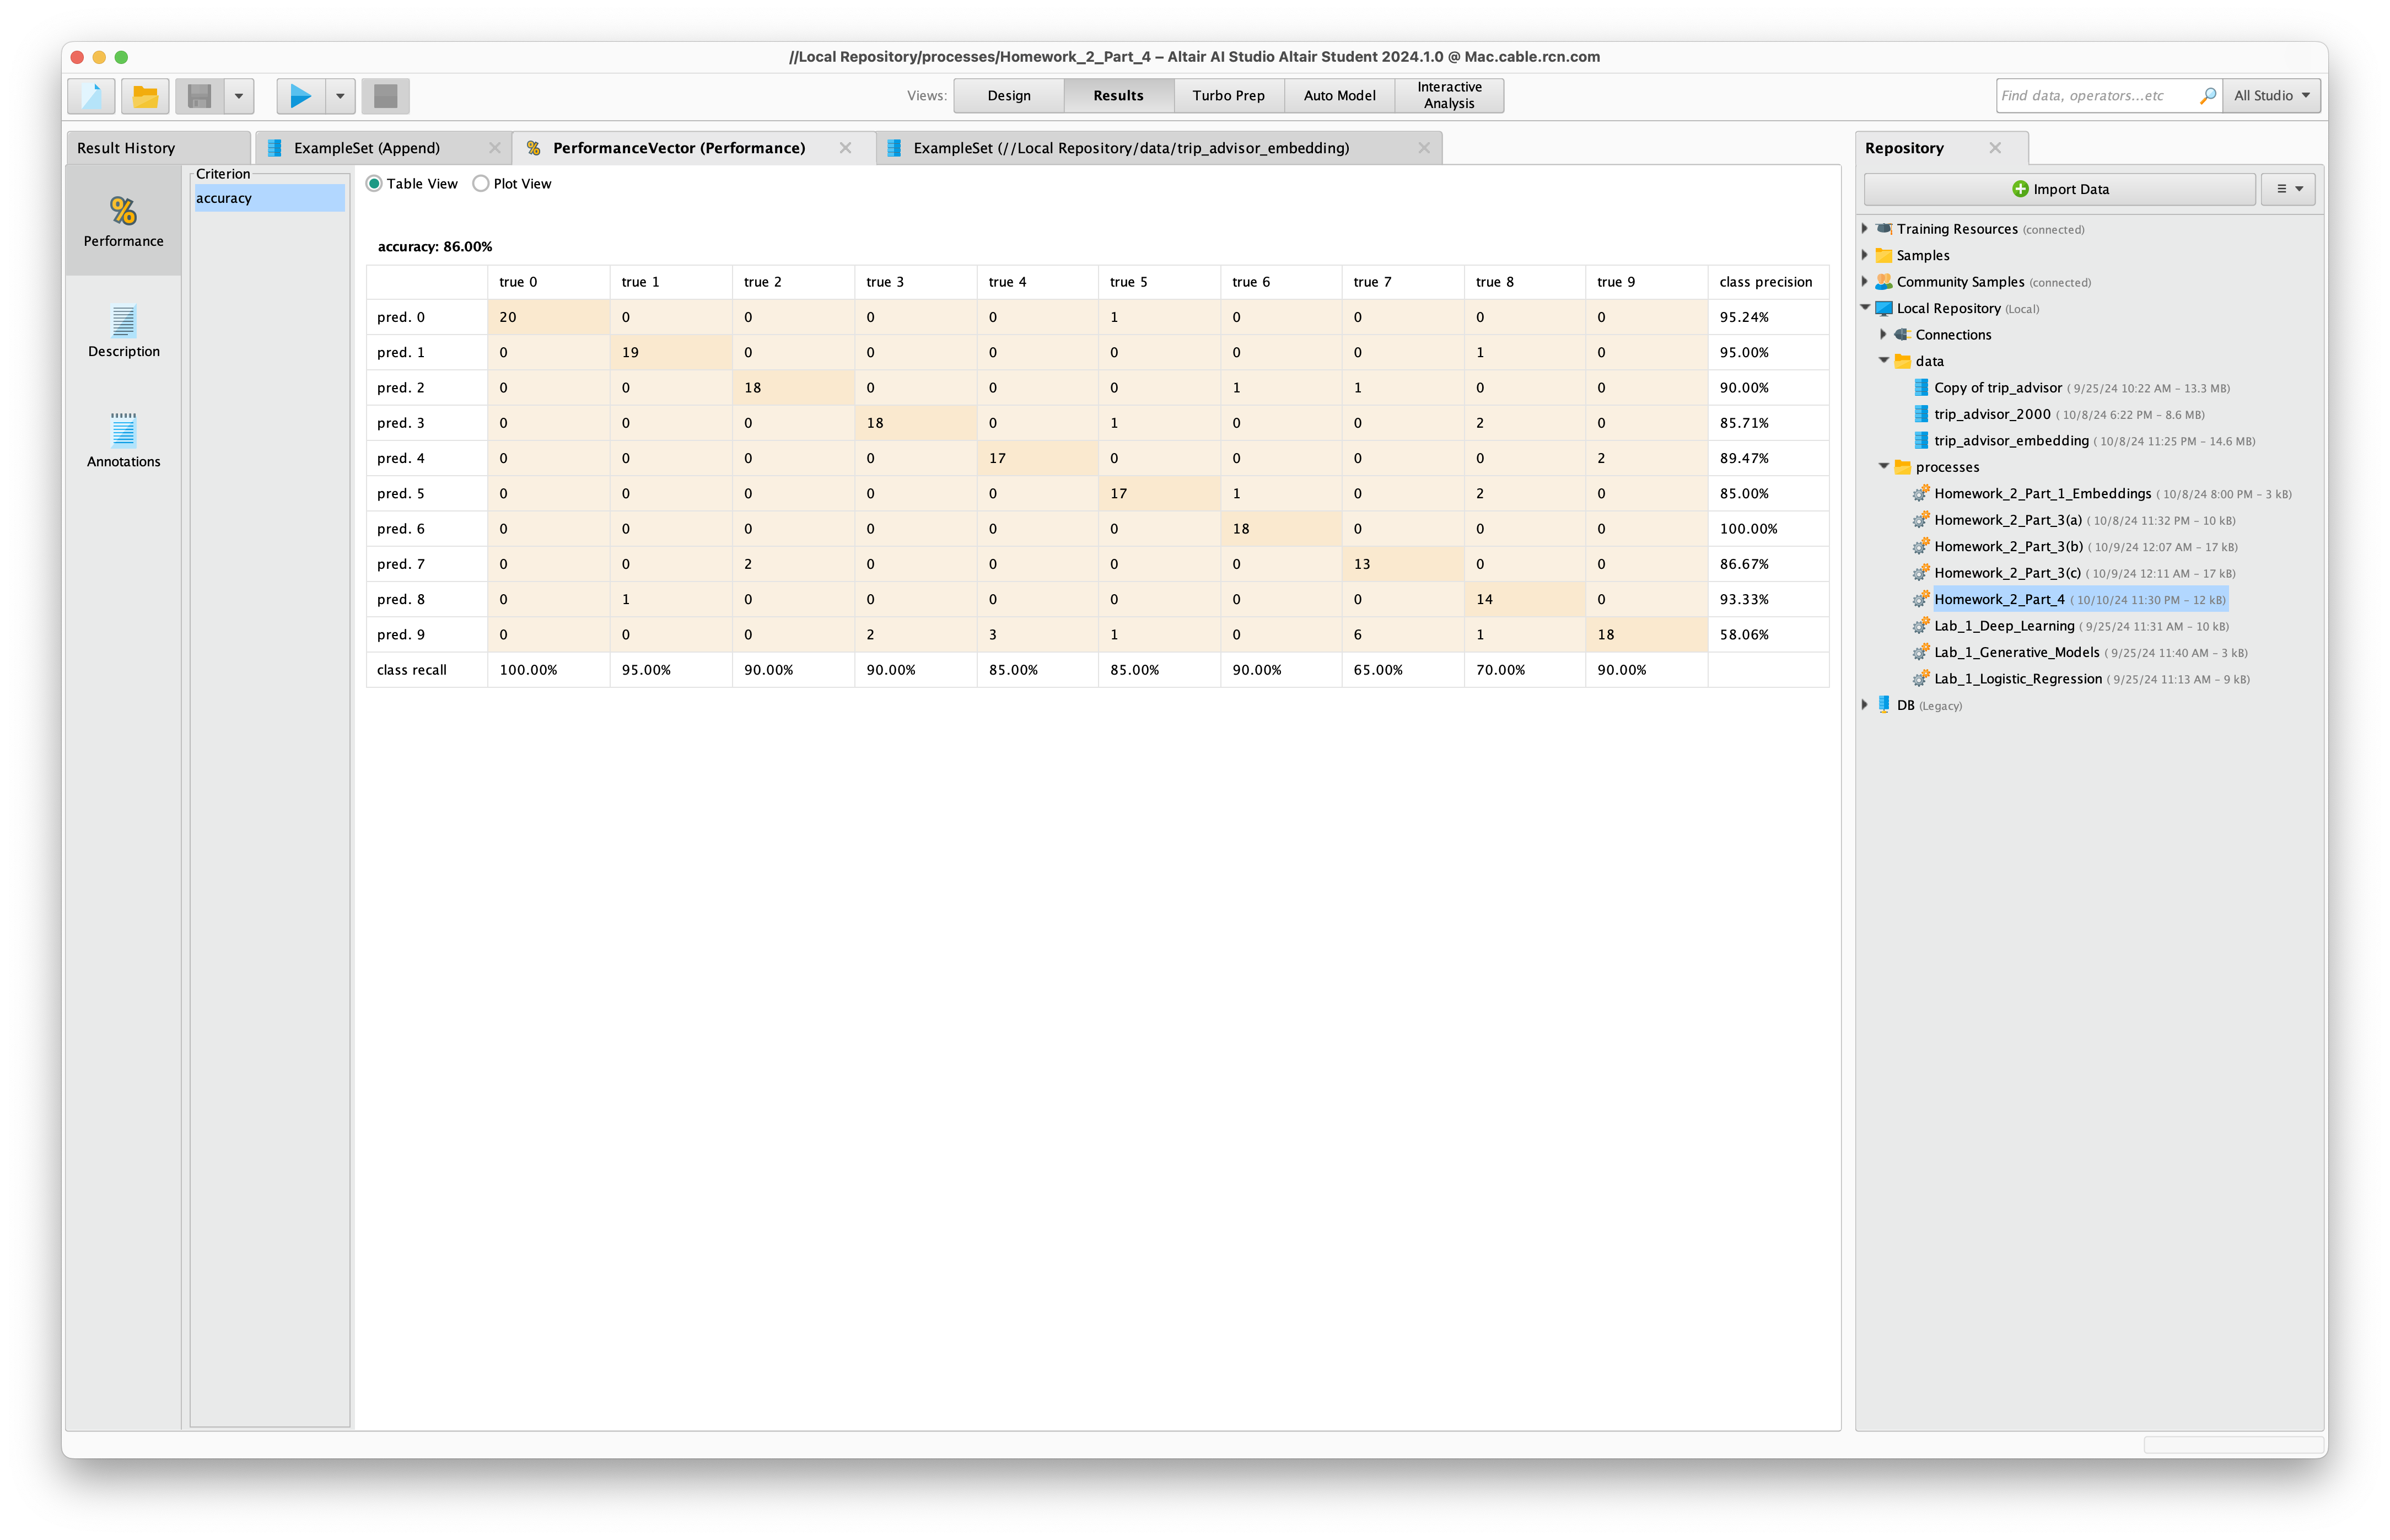 //Local Repository/processes/Homework_2_Part_4 – Altair AI Studio Altair Student 2024.1.0 @ Mac.cable.rcn.com
Views: Design Results Turbo Prep Auto Model Interactive Analysis
Find data, operators...etc All Studio
Result History ExampleSet (Append) PerformanceVector (Performance) ExampleSet (//Local Repository/data/trip_advisor_embedding)
Performance
Description
Annotations
Criterion
accuracy
Table View Plot View
accuracy: 86.00%
true 0 true 1 true 2 true 3 true 4 true 5 true 6 true 7 true 8 true 9 class precision
pred. 0 20 0 0 0 0 1 0 0 0 0 95.24%
pred. 1 0 19 0 0 0 0 0 0 1 0 95.00%
pred. 2 0 0 18 0 0 0 1 1 0 0 90.00%
pred. 3 0 0 0 18 0 1 0 0 2 0 85.71%
pred. 4 0 0 0 0 17 0 0 0 0 2 89.47%
pred. 5 0 0 0 0 0 17 1 0 2 0 85.00%
pred. 6 0 0 0 0 0 0 18 0 0 0 100.00%
pred. 7 0 0 2 0 0 0 0 13 0 0 86.67%
pred. 8 0 1 0 0 0 0 0 0 14 0 93.33%
pred. 9 0 0 0 2 3 1 0 6 1 18 58.06%
class recall 100.00% 95.00% 90.00% 90.00% 85.00% 85.00% 90.00% 65.00% 70.00% 90.00%
Repository
Import Data
Training Resources (connected)
Samples
Community Samples (connected)
Local Repository (Local)
Connections
data
Copy of trip_advisor ( 9/25/24 10:22 AM – 13.3 MB)
trip_advisor_2000 ( 10/8/24 6:22 PM – 8.6 MB)
trip_advisor_embedding ( 10/8/24 11:25 PM – 14.6 MB)
processes
Homework_2_Part_1_Embeddings ( 10/8/24 8:00 PM – 3 kB)
Homework_2_Part_3(a) ( 10/8/24 11:32 PM – 10 kB)
Homework_2_Part_3(b) ( 10/9/24 12:07 AM – 17 kB)
Homework_2_Part_3(c) ( 10/9/24 12:11 AM – 17 kB)
Homework_2_Part_4 ( 10/10/24 11:30 PM – 12 kB)
Lab_1_Deep_Learning ( 9/25/24 11:31 AM – 10 kB)
Lab_1_Generative_Models ( 9/25/24 11:40 AM – 3 kB)
Lab_1_Logistic_Regression ( 9/25/24 11:13 AM – 9 kB)
DB (Legacy)